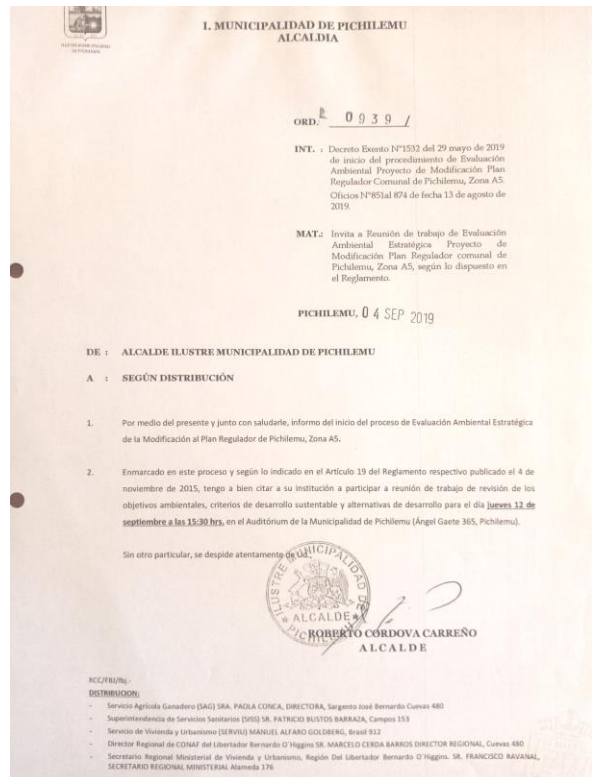 I. MUNICIPALIDAD DE PICHILEMU
ALCALDIA
ORD. 0939 /
INT. : Decreto Exento N°1532 del 29 mayo de 2019
de inicio del procedimiento de Evaluación
Ambiental Proyecto de Modificación Plan
Regulador Comunal de Pichilemu, Zona A5.
Oficios N°851al 874 de fecha 13 de agosto de
2019.
MAT.: Invita a Reunión de trabajo de Evaluación
Ambiental Estratégica Proyecto de
Modificación Plan Regulador comunal de
Pichilemu, Zona A5, según lo dispuesto en
el Reglamento.
PICHILEMU, 04 SEP 2019
DE : ALCALDE ILUSTRE MUNICIPALIDAD DE PICHILEMU
A : SEGÚN DISTRIBUCIÓN
1. Por medio del presente y junto con saludarle, informo del inicio del proceso de Evaluación Ambiental Estratégica
de la Modificación al Plan Regulador de Pichilemu, Zona A5.
2. Enmarcado en este proceso y según lo indicado en el Artículo 19 del Reglamento respectivo publicado el 4 de
noviembre de 2015, tengo a bien citar a su institución a participar a reunión de trabajo de revisión de los
objetivos ambientales, criterios de desarrollo sustentable y alternativas de desarrollo para el día jueves 12 de
septiembre a las 15:30 hrs, en el Auditórium de la Municipalidad de Pichilemu (Ángel Gaete 365, Pichilemu).
Sin otro particular, se despide atentamente de Ud.
ILUSTRE MUNICIPALIDAD DE PICHILEMU
ALCALDE
ROBERTO CORDOVA CARREÑO
ALCALDE
RCC/FBJ/lbj.-
DISTRIBUCION:
- Servicio Agrícola Ganadero (SAG) SRA. PAOLA CONCA, DIRECTORA, Sargento José Bernardo Cuevas 480
- Superintendencia de Servicios Sanitarios (SISS) SR. PATRICIO BUSTOS BARRAZA, Campos 153
- Servicio de Vivienda y Urbanismo (SERVIU) MANUEL ALFARO GOLDBERG, Brasil 912
- Director Regional de CONAF del Libertador Bernardo O'Higgins SR. MARCELO CERDA BARROS DIRECTOR REGIONAL, Cuevas 480
- Secretario Regional Ministerial de Vivienda y Urbanismo, Región Del Libertador Bernardo O'Higgins. SR. FRANCISCO RAVANAL,
SECRETARIO REGIONAL MINISTERIAL Alameda 176